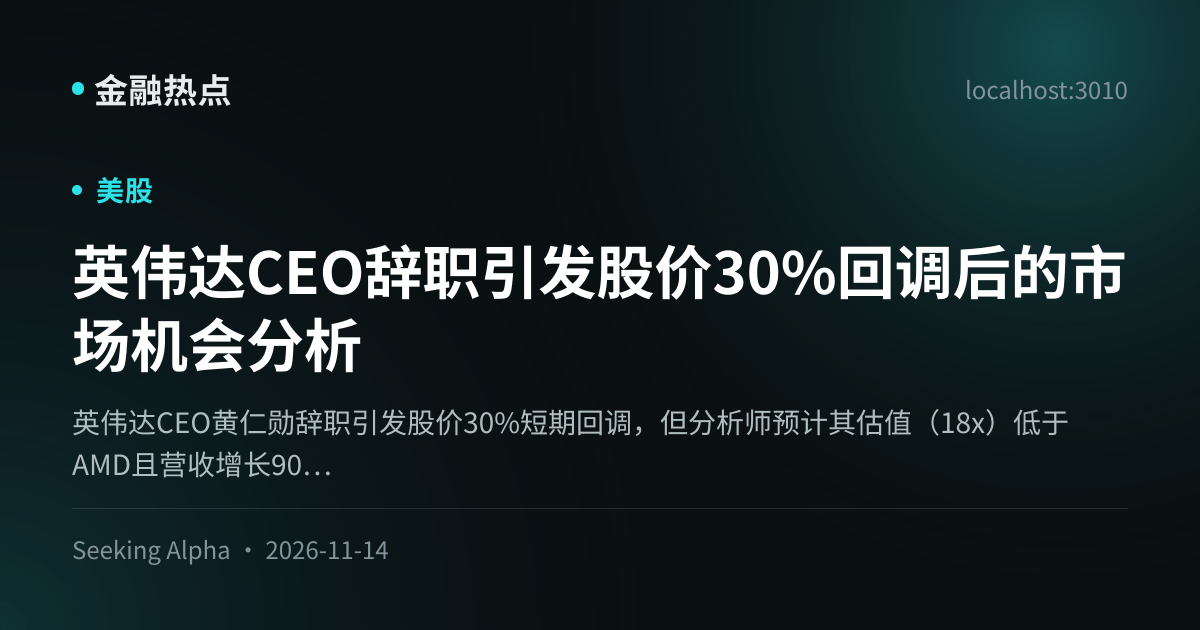 金融热点
localhost:3010
美股
英伟达CEO辞职引发股价30%回调后的市
场机会分析
英伟达CEO黄仁勋辞职引发股价30%短期回调，但分析师预计其估值（18x）低于
AMD且营收增长90…
Seeking Alpha • 2026-11-14